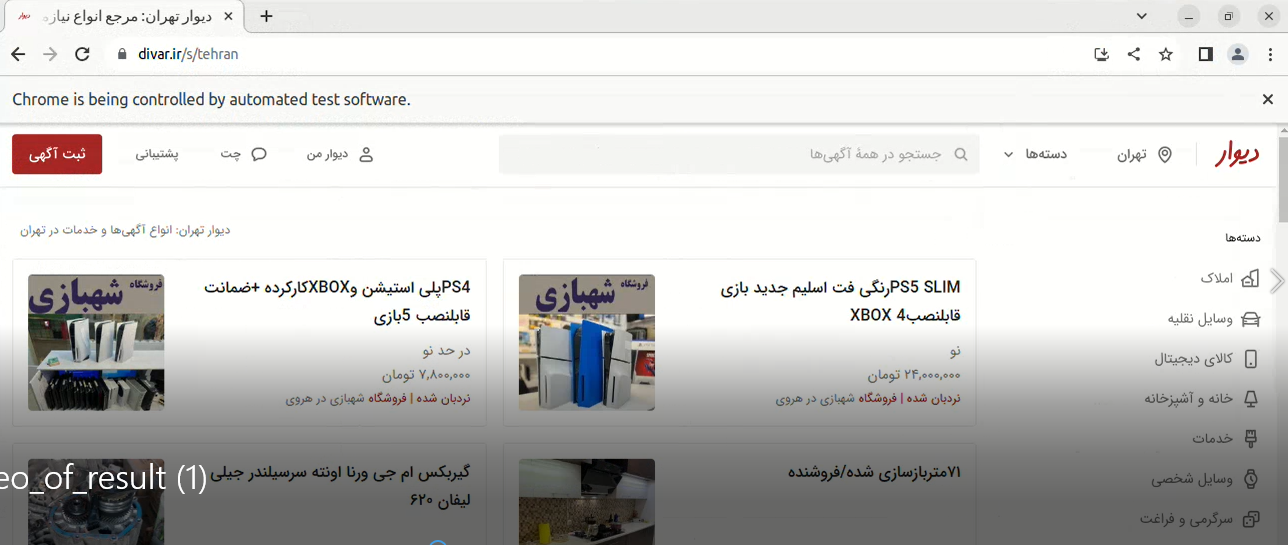 دیوار تهران: مرجع انواع نیازه
divar.ir/s/tehran
Chrome is being controlled by automated test software.
دیوار
تهران
دسته‌ها
جستجو در همهٔ آگهی‌ها
دیوار من
چت
پشتیبانی
ثبت آگهی
دیوار تهران: انواع آگهی‌ها و خدمات در تهران
دسته‌ها
املاک
وسایل نقلیه
کالای دیجیتال
خانه و آشپزخانه
خدمات
وسایل شخصی
سرگرمی و فراغت
PS5 SLIMرنگی فت اسلیم جدید بازی
قابلنصب4 XBOX
نو
۲۴,۰۰۰,۰۰۰ تومان
نردبان شده | فروشگاه شهبازی در هروی
فروشگاه
شهبازی
PS4پلی استیشن وXBOXکارکرده +ضمانت
قابلنصب 5بازی
در حد نو
۷,۸۰۰,۰۰۰ تومان
نردبان شده | فروشگاه شهبازی در هروی
فروشگاه
شهبازی
۷۱متربازسازی شده/فروشنده
گیربکس ام جی ورنا اونته سرسیلندر جیلی
لیفان ۶۲۰
eo_of_result (1)